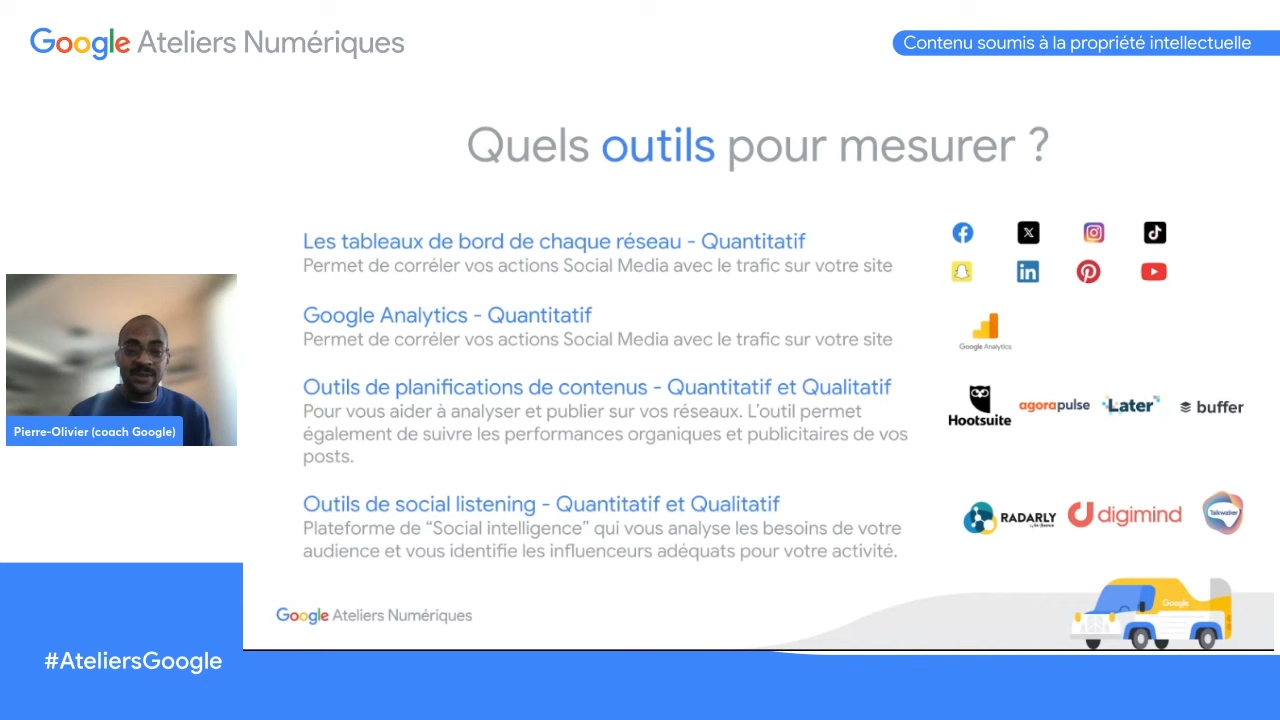 Google Ateliers Numériques
Contenu soumis à la propriété intellectuelle
Quels outils pour mesurer ?
Les tableaux de bord de chaque réseau - Quantitatif
Permet de corréler vos actions Social Media avec le trafic sur votre site
Google Analytics - Quantitatif
Permet de corréler vos actions Social Media avec le trafic sur votre site
Google Analytics
Outils de planifications de contenus - Quantitatif et Qualitatif
Pour vous aider à analyser et publier sur vos réseaux. L'outil permet
également de suivre les performances organiques et publicitaires de vos
posts.
Hootsuite
agorapulse
Later
buffer
Pierre-Olivier (coach Google)
Outils de social listening - Quantitatif et Qualitatif
Plateforme de “Social intelligence” qui vous analyse les besoins de votre
audience et vous identifie les influenceurs adéquats pour votre activité.
RADARLY
digimind
Talkwalker
Google
Google Ateliers Numériques
#AteliersGoogle